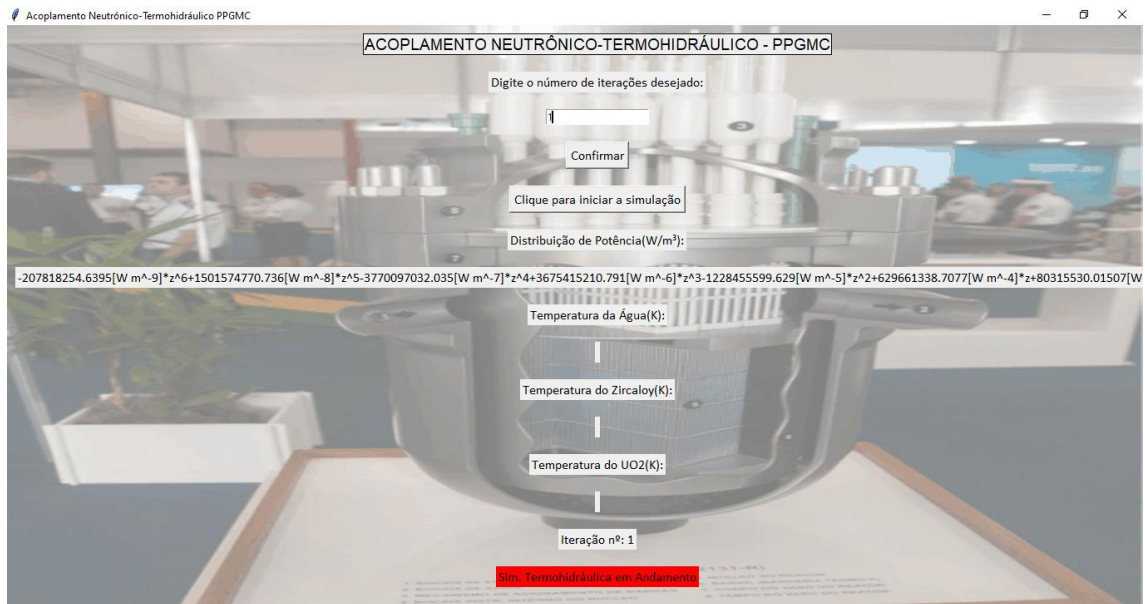 Acoplamento Neutrônico-Termohidráulico PPGMC
ACOPLAMENTO NEUTRÔNICO-TERMOHIDRÁULICO - PPGMC
Digite o número de iterações desejado:
1
Confirmar
Clique para iniciar a simulação
Distribuição de Potência(W/m³):
-207818254.6395[W m^-9]*z^6+1501574770.736[W m^-8]*z^5-3770097032.035[W m^-7]*z^4+3675415210.791[W m^-6]*z^3-1228455599.629[W m^-5]*z^2+629661338.7077[W m^-4]*z+80315530.01507[W
Temperatura da Água(K):
Temperatura do Zircaloy(K):
Temperatura do UO2(K):
Iteração nº: 1
Sim. Termohidráulica em Andamento